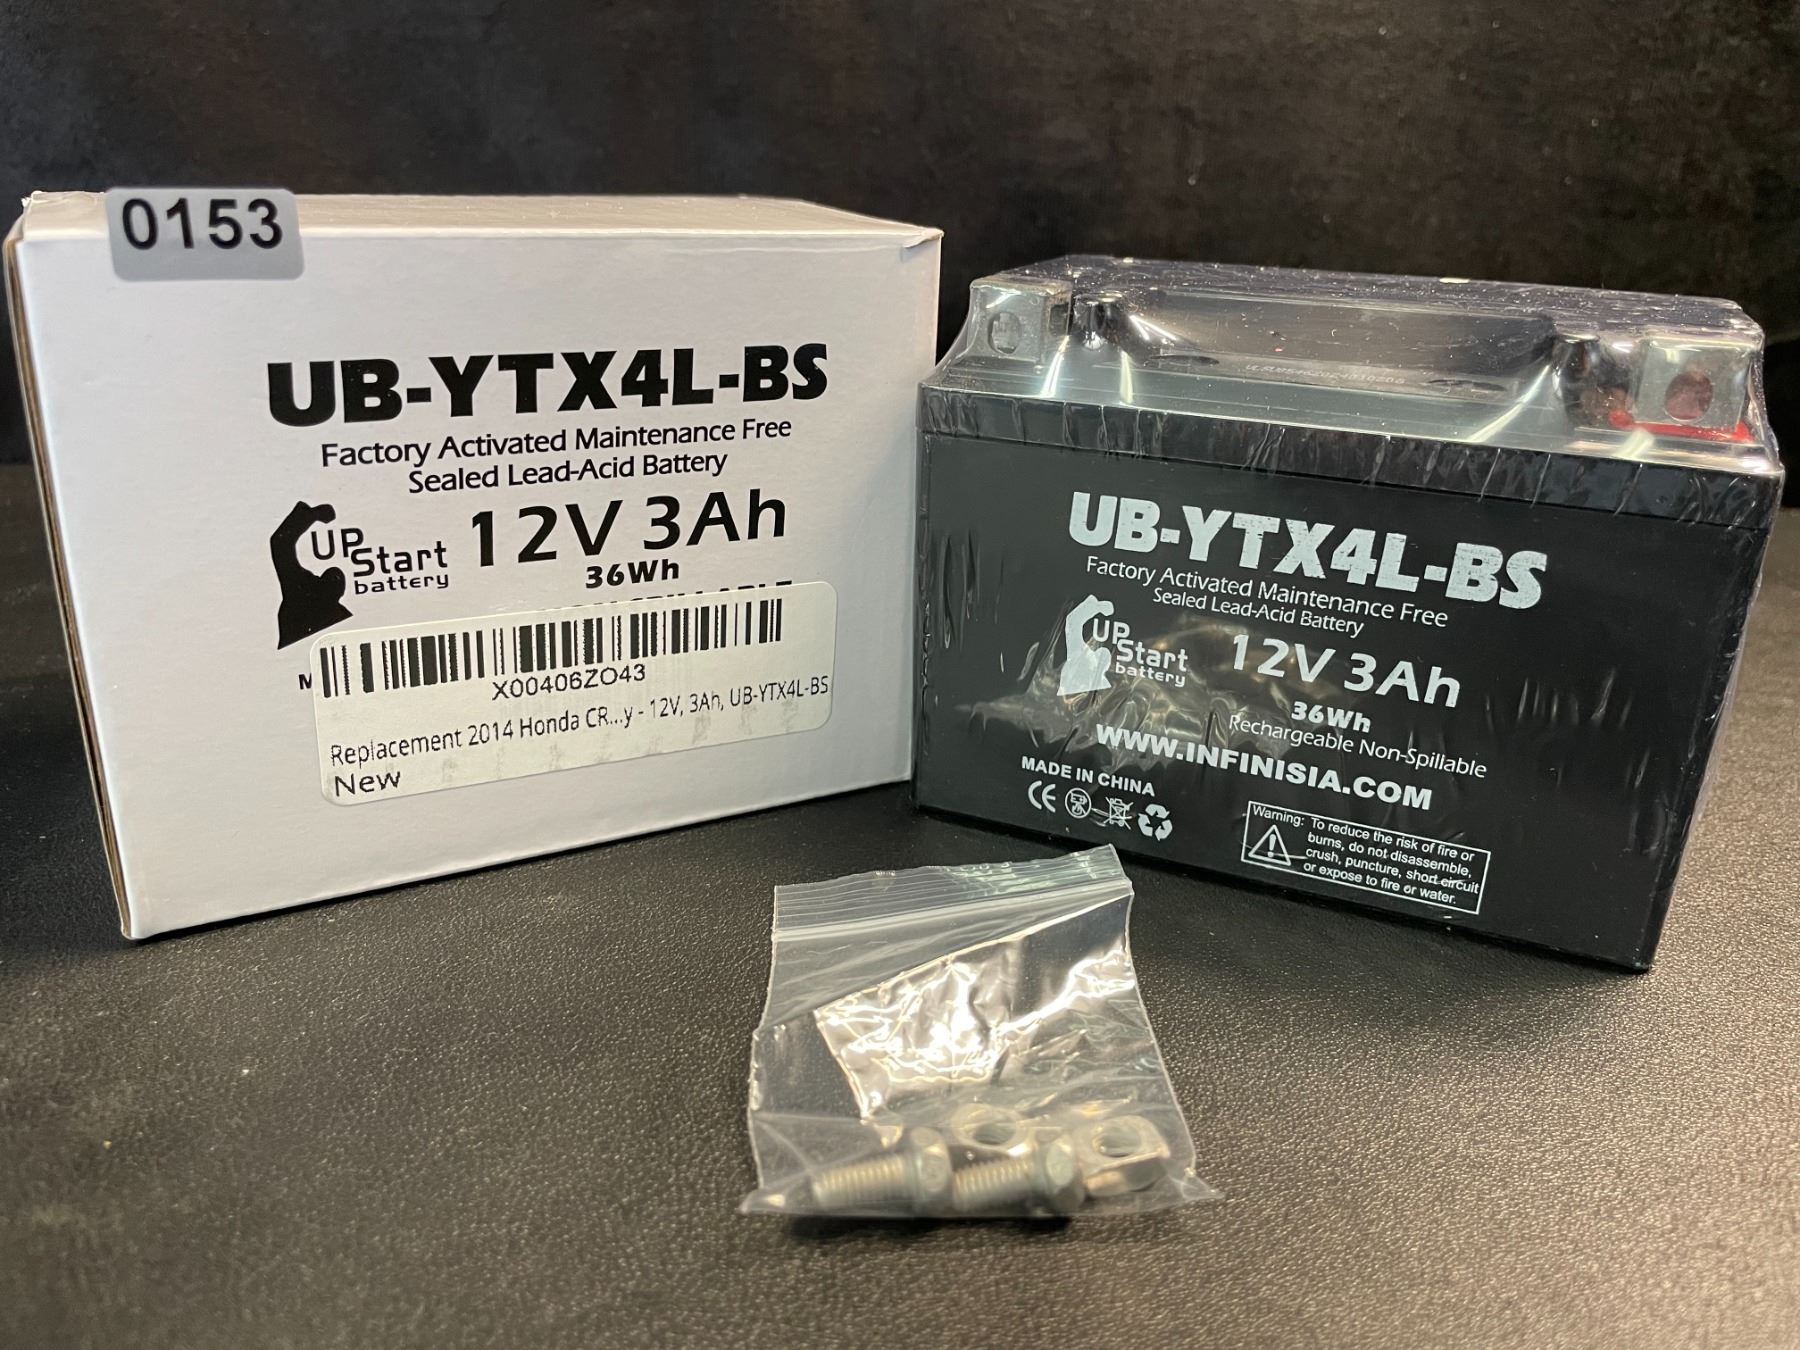 0153
UB-YTX4L-BS
Factory Activated Maintenance Free
Sealed Lead-Acid Battery
UP
Start
battery
12V 3Ah
36Wh
X00406ZO43
Replacement 2014 Honda CR...y - 12V, 3Ah, UB-YTX4L-BS
New
UB-YTX4L-BS
Factory Activated Maintenance Free
Sealed Lead-Acid Battery
UP
Start
battery
12V 3Ah
36Wh
Rechargeable Non-Spillable
WWW.INFINISIA.COM
MADE IN CHINA
CE
Warning: To reduce the risk of fire or
burns, do not disassemble,
crush, puncture, short circuit
or expose to fire or water.